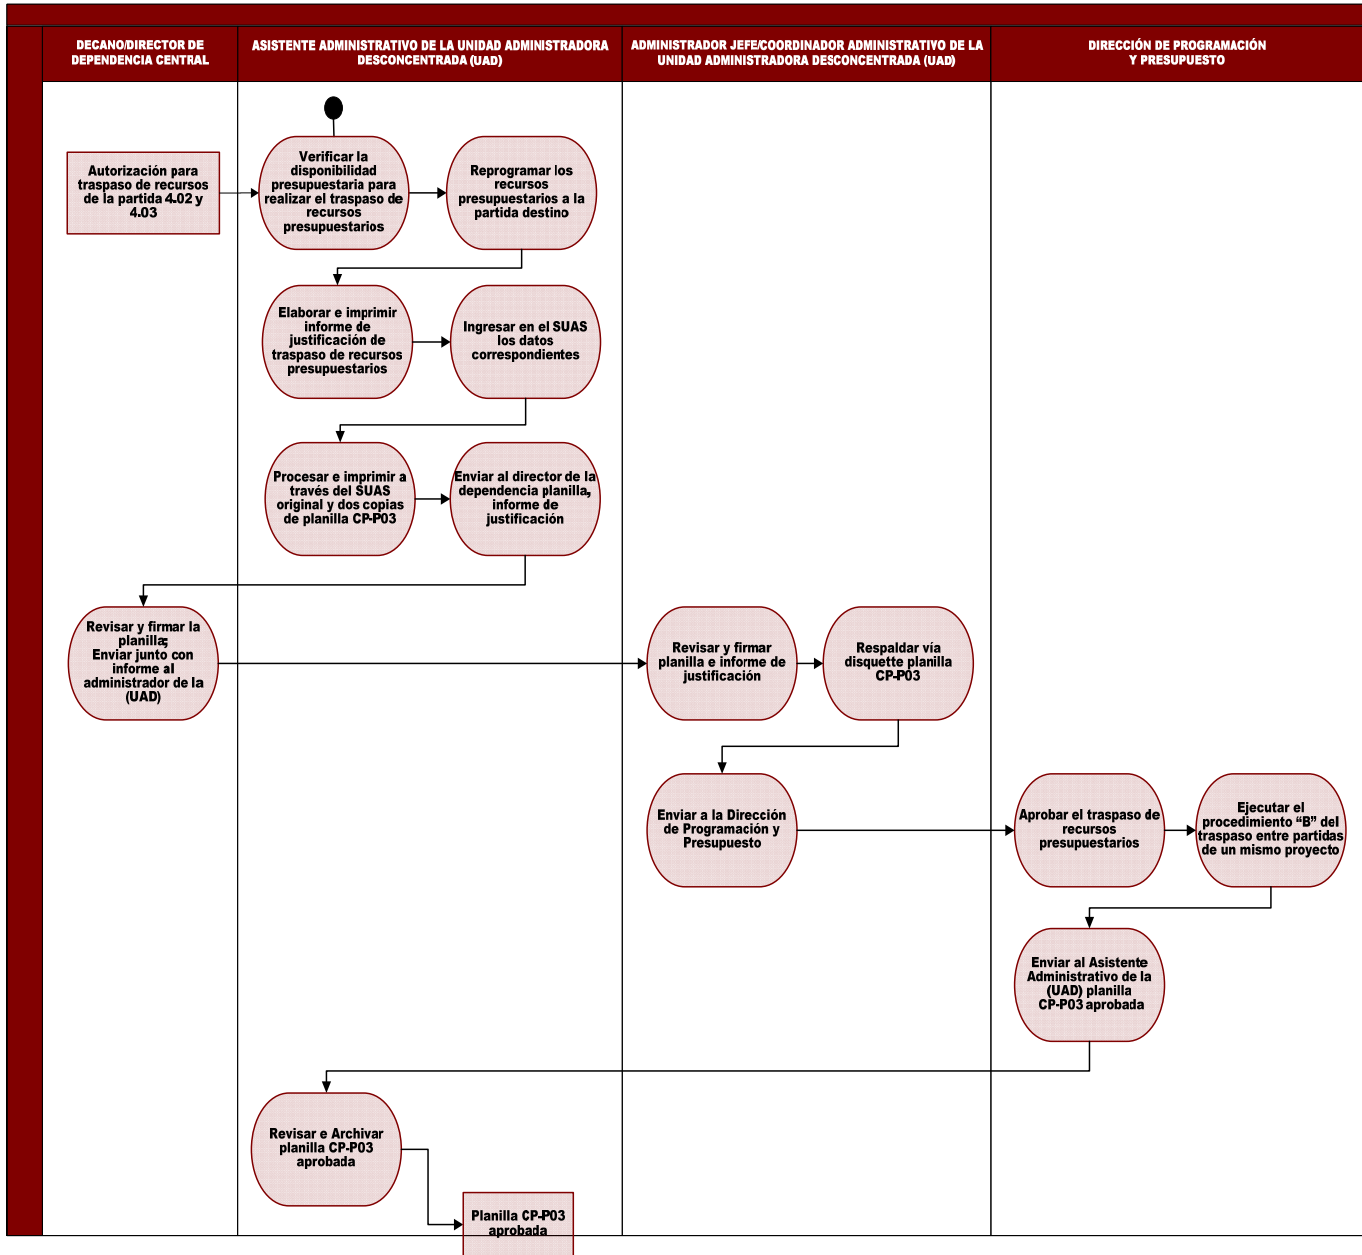 DECANO/DIRECTOR DE
DEPENDENCIA CENTRAL
ASISTENTE ADMINISTRATIVO DE LA UNIDAD ADMINISTRADORA
DESCONCENTRADA (UAD)
ADMINISTRADOR JEFE/COORDINADOR ADMINISTRATIVO DE LA
UNIDAD ADMINISTRADORA DESCONCENTRADA (UAD)
DIRECCIÓN DE PROGRAMACIÓN
Y PRESUPUESTO
Autorización para
traspaso de recursos
de la partida 4.02 y
4.03
Verificar la
disponibilidad
presupuestaria para
realizar el traspaso de
recursos
presupuestarios
Reprogramar los
recursos
presupuestarios a la
partida destino
Elaborar e imprimir
informe de
justificación de
traspaso de recursos
presupuestarios
Ingresar en el SUAS
los datos
correspondientes
Procesar e imprimir a
través del SUAS
original y dos copias
de planilla CP-P03
Enviar al director de la
dependencia planilla,
informe de
justificación
Revisar y firmar la
planilla;
Enviar junto con
informe al
administrador de la
(UAD)
Revisar y firmar
planilla e informe de
justificación
Respaldar vía
disquette planilla
CP-P03
Enviar a la Dirección
de Programación y
Presupuesto
Aprobar el traspaso de
recursos
presupuestarios
Ejecutar el
procedimiento “B” del
traspaso entre partidas
de un mismo proyecto
Enviar al Asistente
Administrativo de la
(UAD) planilla
CP-P03 aprobada
Revisar e Archivar
planilla CP-P03
aprobada
Planilla CP-P03
aprobada